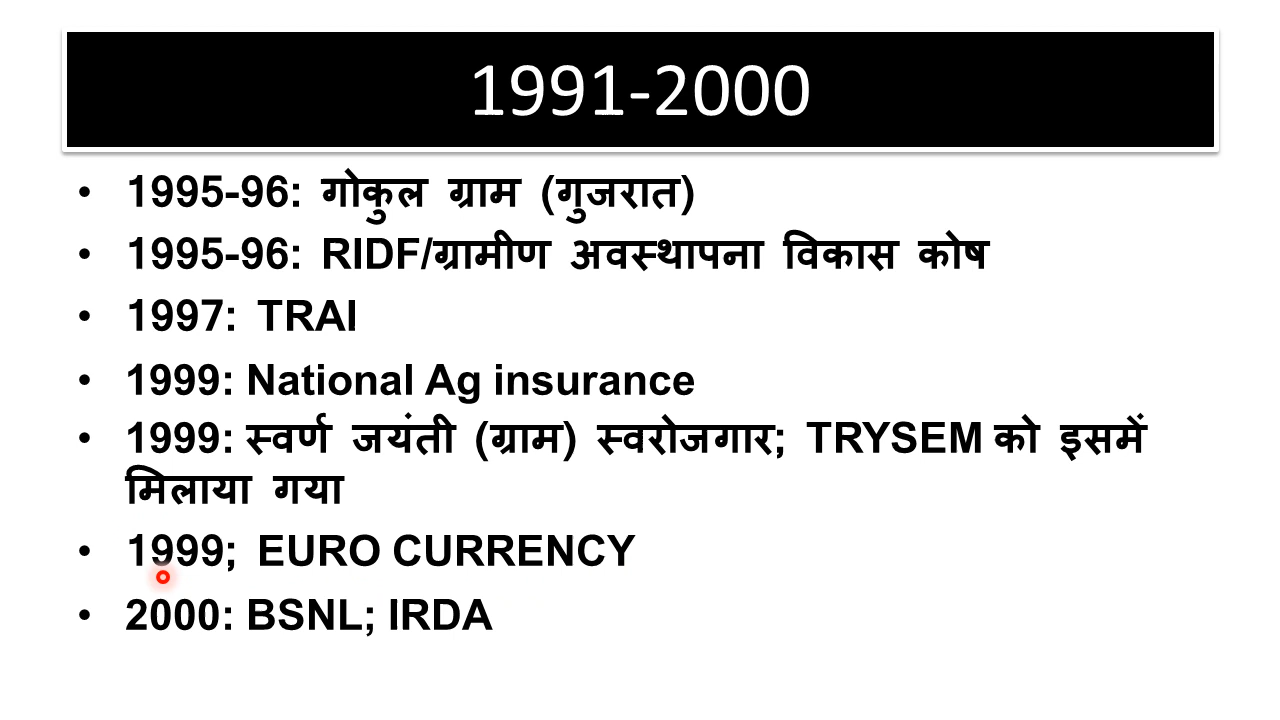 1991-2000
• 1995-96: गोकुल ग्राम (गुजरात)
• 1995-96: RIDF/ग्रामीण अवस्थापना विकास कोष
• 1997: TRAI
• 1999: National Ag insurance
• 1999: स्वर्ण जयंती (ग्राम) स्वरोजगार; TRYSEM को इसमें
मिलाया गया
• 1999; EURO CURRENCY
• 2000: BSNL; IRDA